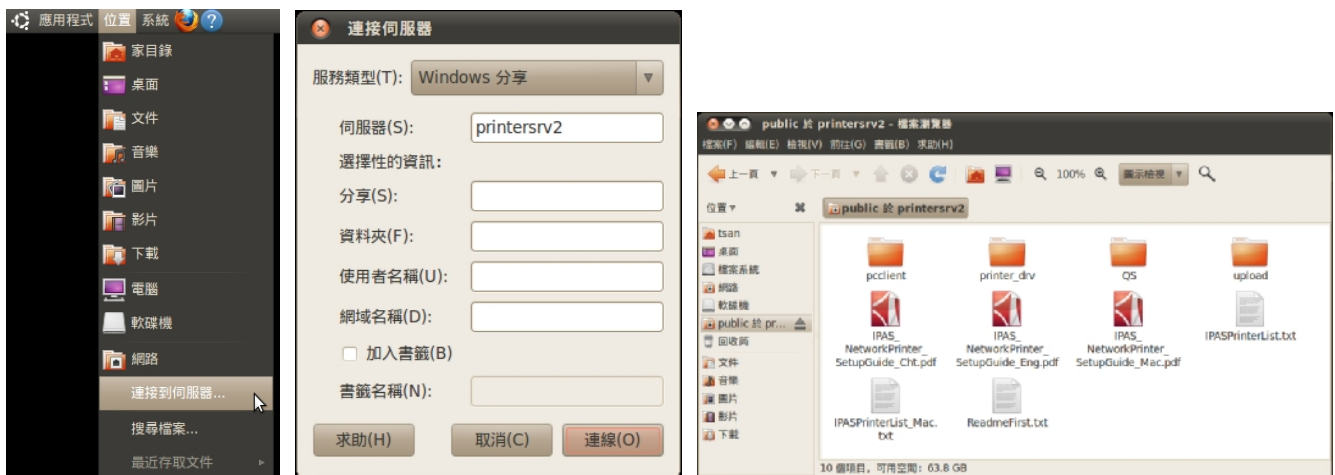 應用程式 位置 系統
家目錄
桌面
文件
音樂
圖片
影片
下載
電腦
軟碟機
網路
連接到伺服器...
搜尋檔案...
最近存取文件
連接伺服器
服務類型(T): Windows 分享
伺服器(S): printersrv2
選擇性的資訊:
分享(S):
資料夾(F):
使用者名稱(U):
網域名稱(D):
加入書籤(B)
書籤名稱(N):
求助(H) 取消(C) 連線(O)
public 於 printersrv2 - 檔案瀏覽器
檔案(F) 編輯(E) 檢視(V) 前往(G) 書籤(B) 求助(H)
上一頁 下一頁 100% 圖示檢視
位置 public 於 printersrv2
tsan
桌面
檔案系統
網路
軟碟機
public 於 pr...
回收筒
文件
音樂
圖片
影片
下載
pcclient printer_drv QS upload
IPAS_NetworkPrinter_SetupGuide_Cht.pdf
IPAS_NetworkPrinter_SetupGuide_Eng.pdf
IPAS_NetworkPrinter_SetupGuide_Mac.pdf
IPASPrinterList.txt
IPASPrinterList_Mac.txt
ReadmeFirst.txt
10 個項目, 可用空間: 63.8 GB